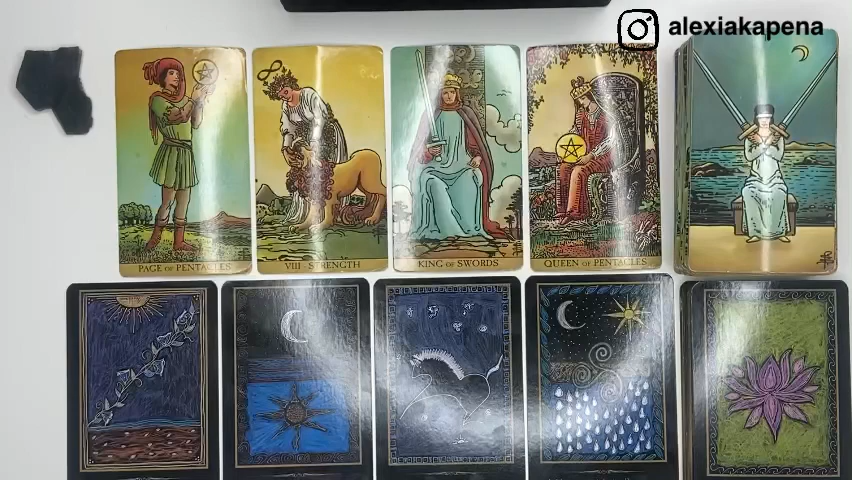 alexiakapena
PAGE OF PENTACLES
VIII - STRENGTH
KING OF SWORDS
QUEEN OF PENTACLES